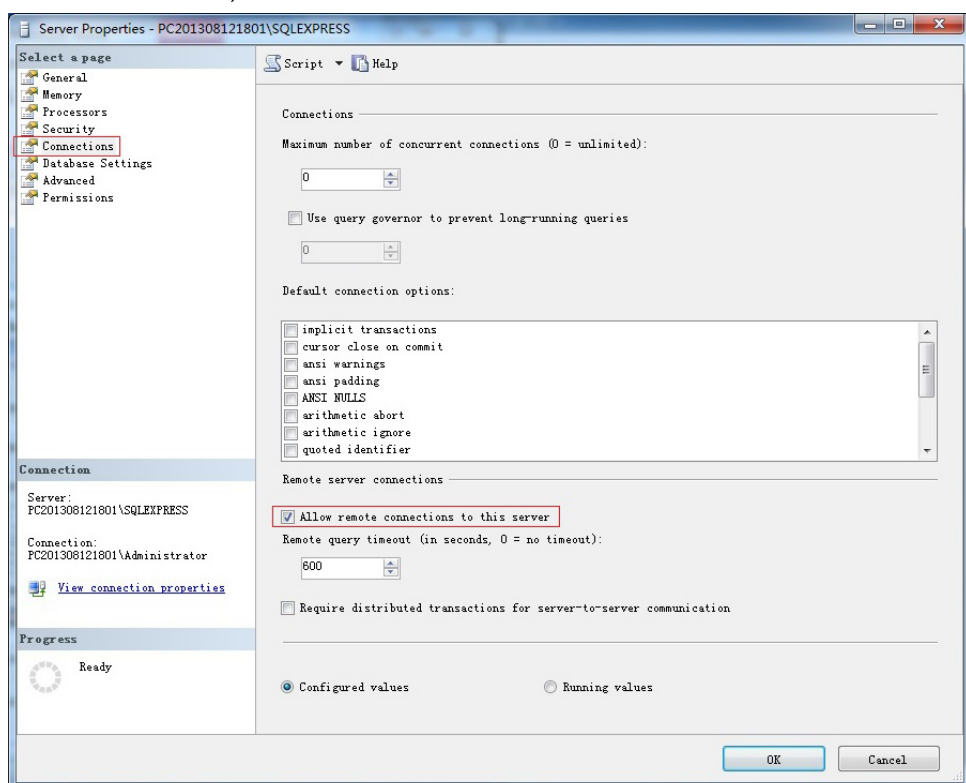 Server Properties - PC201308121801\SQLEXPRESS
Select a page
General
Memory
Processors
Security
Connections
Database Settings
Advanced
Permissions
Script
Help
Connections
Maximum number of concurrent connections (0 = unlimited):
0
Use query governor to prevent long-running queries
0
Default connection options:
implicit transactions
cursor close on commit
ansi warnings
ansi padding
ANSI NULLS
arithmetic abort
arithmetic ignore
quoted identifier
Remote server connections
Allow remote connections to this server
Remote query timeout (in seconds, 0 = no timeout):
600
Require distributed transactions for server-to-server communication
Configured values
Running values
Connection
Server:
PC201308121801\SQLEXPRESS
Connection:
PC201308121801\Administrator
View connection properties
Progress
Ready
OK
Cancel